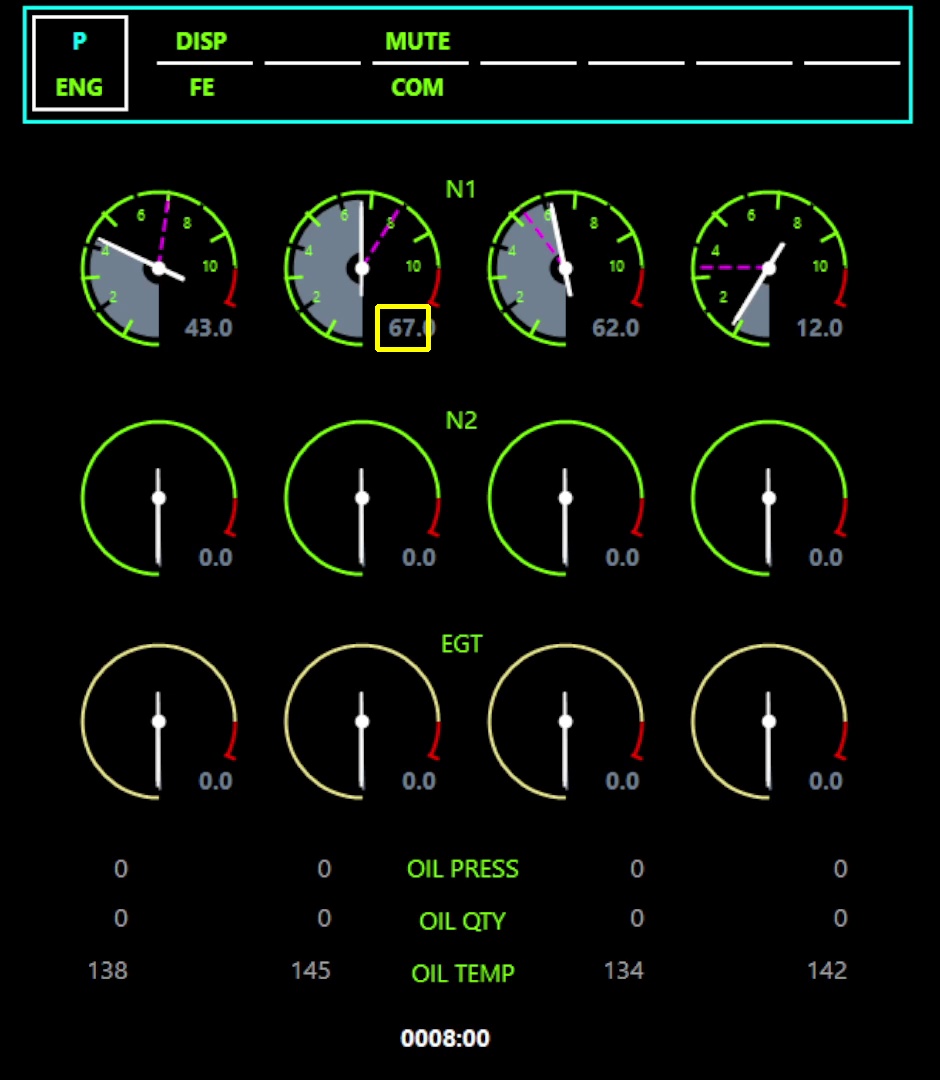 P DISP MUTE
ENG FE COM
N1
2 4 6 8 10 43.0
2 4 6 8 10 67.0
2 4 6 8 10 62.0
2 4 6 8 10 12.0
N2
0.0 0.0 0.0 0.0
EGT
0.0 0.0 0.0 0.0
0 0 OIL PRESS 0 0
0 0 OIL QTY 0 0
138 145 OIL TEMP 134 142
0008:00